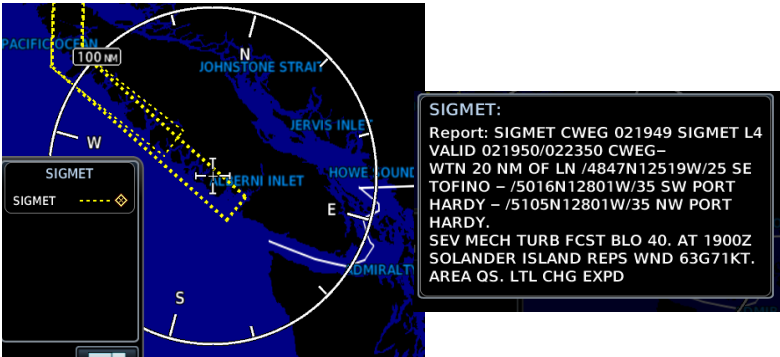 PACIFIC OCEAN
100 NM
N
JOHNSTONE STRAIT
JERVIS INLET
W
HOWE SOUND
ALBERNI INLET
E
ADMIRALTY
S
SIGMET
SIGMET
SIGMET:
Report: SIGMET CWEG 021949 SIGMET L4
VALID 021950/022350 CWEG–
WTN 20 NM OF LN /4847N12519W/25 SE
TOFINO – /5016N12801W/35 SW PORT
HARDY – /5105N12801W/35 NW PORT
HARDY.
SEV MECH TURB FCST BLO 40. AT 1900Z
SOLANDER ISLAND REPS WND 63G71KT.
AREA QS. LTL CHG EXPD